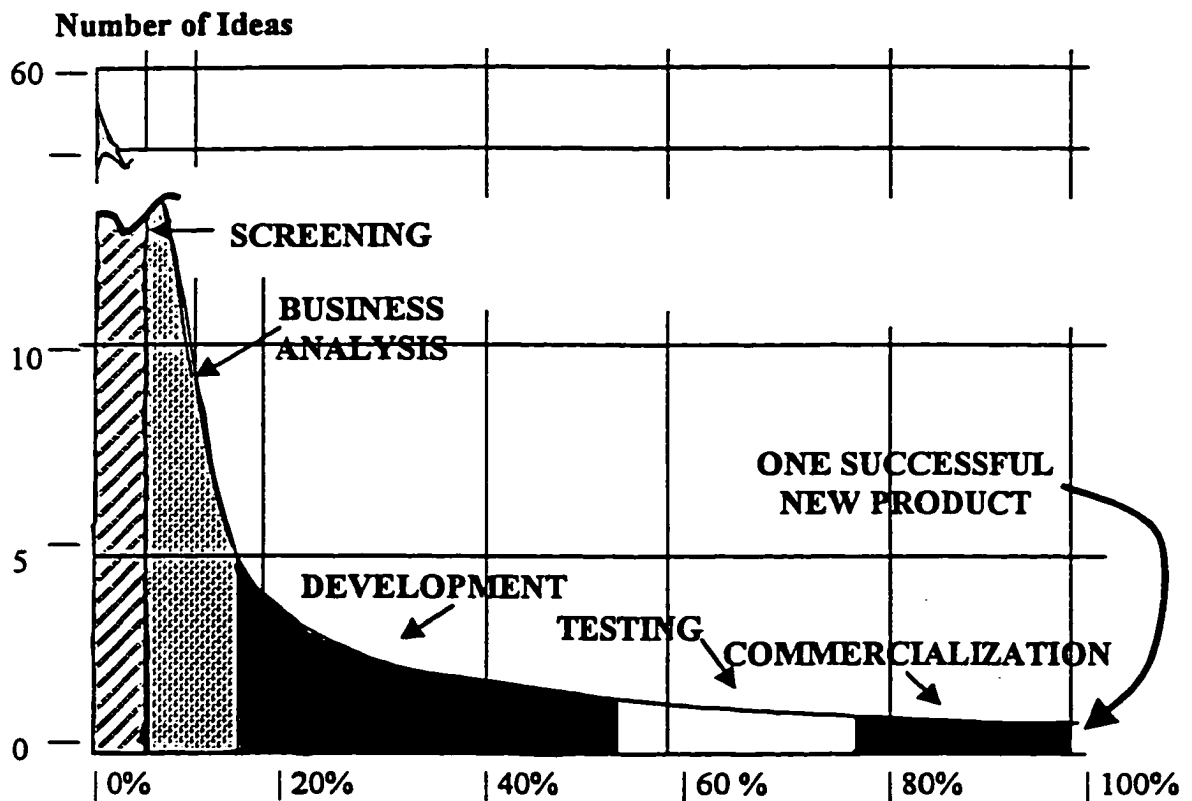 Number of Ideas
60
SCREENING
BUSINESS
ANALYSIS
10
ONE SUCCESSFUL
NEW PRODUCT
5
DEVELOPMENT
TESTING
COMMERCIALIZATION
0
0% 20% 40% 60 % 80% 100%